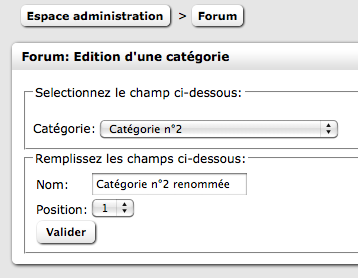 Espace administration > Forum
Forum: Edition d'une catégorie
Selectionnez le champ ci-dessous:
Catégorie: Catégorie n°2
Remplissez les champs ci-dessous:
Nom: Catégorie n°2 renommée
Position: 1
Valider